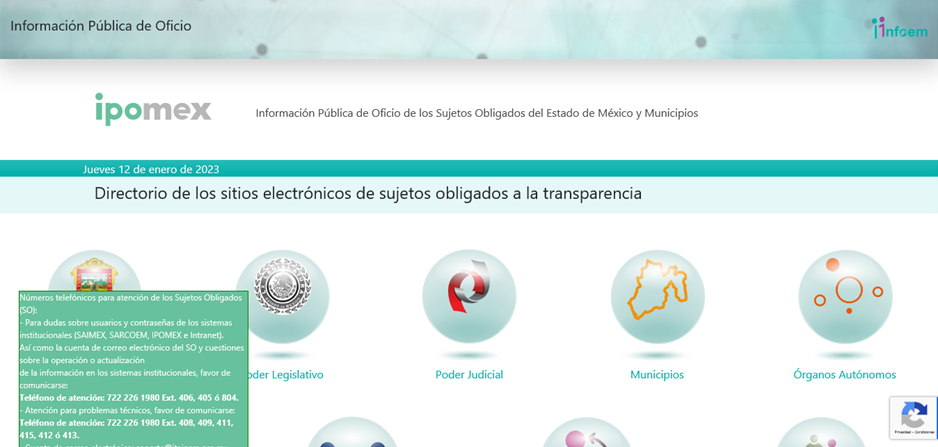 Información Pública de Oficio
infoem
ipomex
Información Pública de Oficio de los Sujetos Obligados del Estado de México y Municipios
Jueves 12 de enero de 2023
Directorio de los sitios electrónicos de sujetos obligados a la transparencia
Números telefónicos para atención de los Sujetos Obligados
(SO):
- Para dudas sobre usuarios y contraseñas de los sistemas
institucionales (SAIMEX, SARCOEM, IPOMEX e Intranet).
Así como la cuenta de correo electrónico del SO y cuestiones
sobre la operación o actualización
de la información en los sistemas institucionales, favor de
comunicarse:
Teléfono de atención: 722 226 1980 Ext. 406, 405 ó 804.
- Atención para problemas técnicos, favor de comunicarse:
Teléfono de atención: 722 226 1980 Ext. 408, 409, 411,
415, 412 ó 413.
oder Legislativo
Poder Judicial
Municipios
Órganos Autónomos
Privacidad - Condiciones